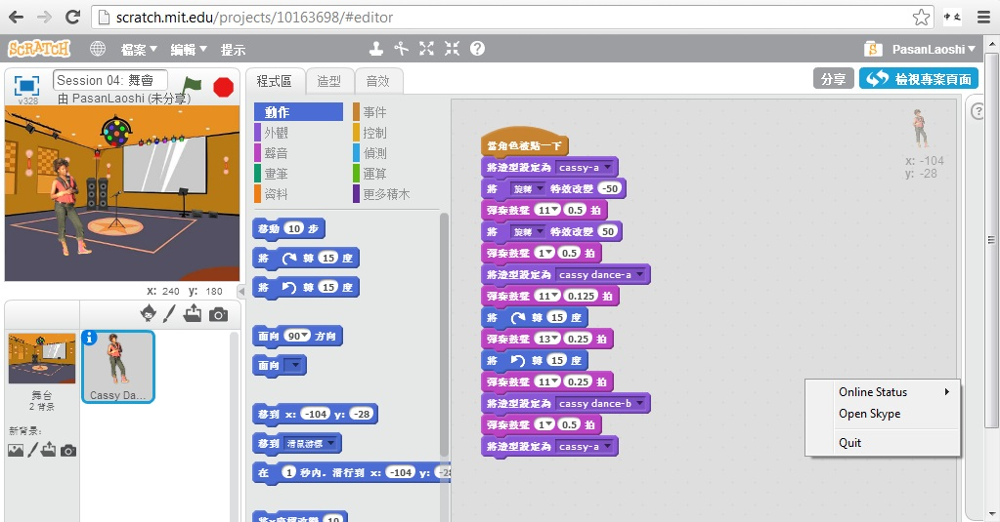 scratch.mit.edu/projects/10163698/#editor
SCRATCH 檔案 編輯 提示 S PasanLaoshi
v328 Session 04: 舞會
由 PasanLaoshi (未分享)
程式區 造型 音效 分享 檢視專案頁面
動作 事件
外觀 控制
聲音 偵測
畫筆 運算
資料 更多積木
x: -104
y: -28
移動 10 步
將 轉 15 度
將 轉 15 度
面向 90 方向
面向
移到 x: -104 y: -28
移到 滑鼠游標
在 1 秒內，滑行到 x: -104 y: -28
將x座標改變 10
x: 240 y: 180
舞台
2 背景
新背景:
Cassy Da...
當角色被點一下
將造型設定為 cassy-a
將 旋轉 特效改變 -50
彈奏鼓聲 11 0.5 拍
將 旋轉 特效改變 50
彈奏鼓聲 1 0.5 拍
將造型設定為 cassy dance-a
彈奏鼓聲 11 0.125 拍
將 轉 15 度
彈奏鼓聲 13 0.25 拍
將 轉 15 度
彈奏鼓聲 11 0.25 拍
將造型設定為 cassy dance-b
彈奏鼓聲 1 0.5 拍
將造型設定為 cassy-a
Online Status
Open Skype
Quit